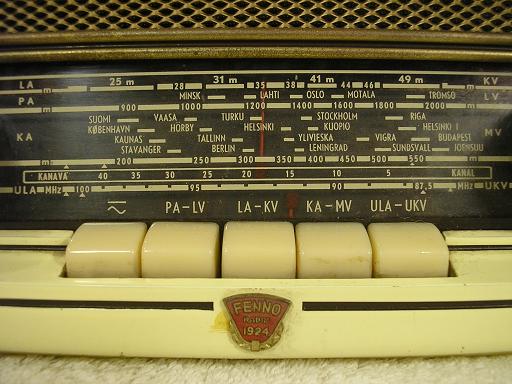 LA m 25 m 28 31 m 35 38 41 m 44 46 49 m KV
MINSK LAHTI OSLO MOTALA TROMSO m LV
PA m 900 1000 1200 1400 1600 1800 2000
SUOMI VAASA TURKU STOCKHOLM RIGA
KA KØBENHAVN HORBY HELSINKI KUOPIO HELSINKI I MV
KAUNAS TALLINN YLIVIESKA VIGRA BUDAPEST
STAVANGER BERLIN LENINGRAD SUNDSVALL JOENSUU
m 200 250 300 350 400 450 500 550 m
KANAVA 40 35 30 25 20 15 10 5 KANAL
ULA MHz 100 95 90 87,5 MHz UKV
PA-LV LA-KV KA-MV ULA-UKV
FENNO
RADIO
1924